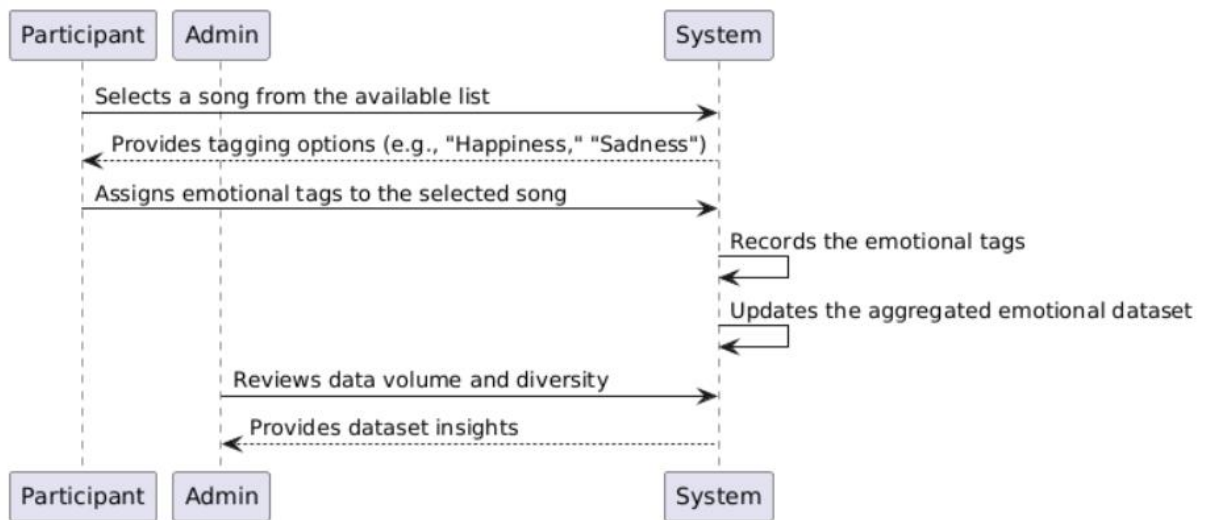 Participant
Admin
System
Selects a song from the available list
Provides tagging options (e.g., "Happiness," "Sadness")
Assigns emotional tags to the selected song
Records the emotional tags
Updates the aggregated emotional dataset
Reviews data volume and diversity
Provides dataset insights
Participant
Admin
System